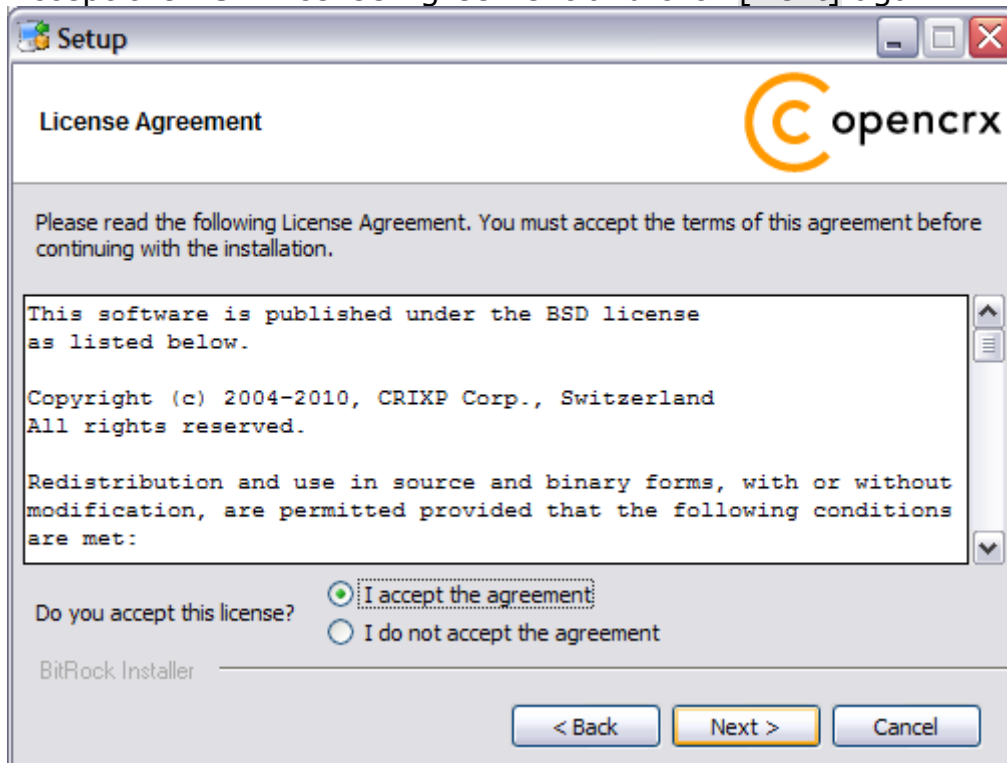 Setup
License Agreement
opencrx
Please read the following License Agreement. You must accept the terms of this agreement before
continuing with the installation.
This software is published under the BSD license
as listed below.
Copyright (c) 2004-2010, CRIXP Corp., Switzerland
All rights reserved.
Redistribution and use in source and binary forms, with or without
modification, are permitted provided that the following conditions
are met:
Do you accept this license?
I accept the agreement
I do not accept the agreement
BitRock Installer
< Back Next > Cancel